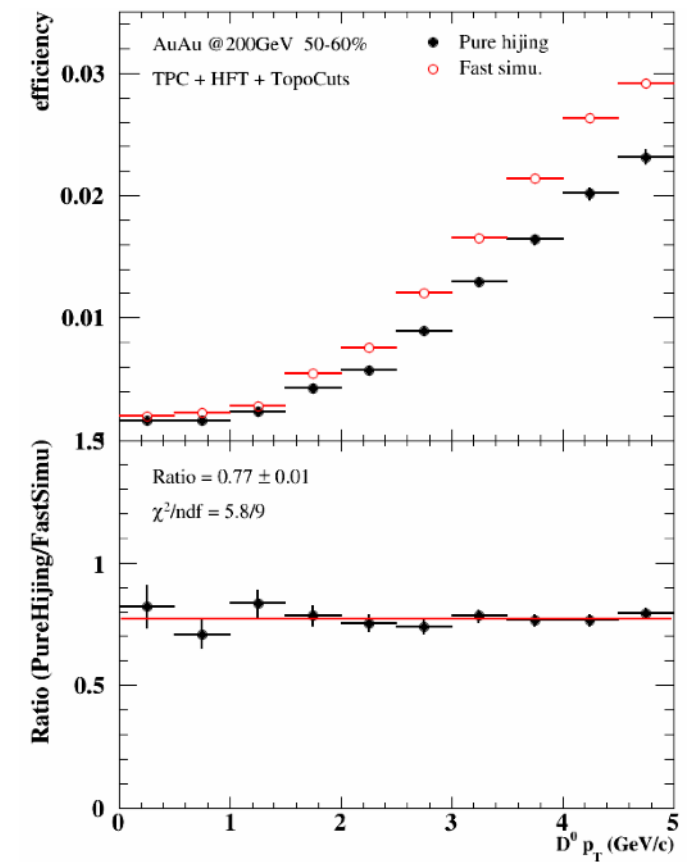 efficiency
AuAu @200GeV 50-60%
TPC + HFT + TopoCuts
Pure hijing
Fast simu.
0.03
0.02
0.01
Ratio (PureHijing/FastSimu)
1.5
Ratio = 0.77 ± 0.01
χ²/ndf = 5.8/9
1
0.5
0
0 1 2 3 4 5
D⁰ p_T (GeV/c)